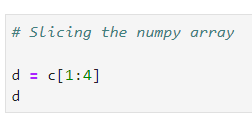 # Slicing the numpy array
d = c[1:4]
d